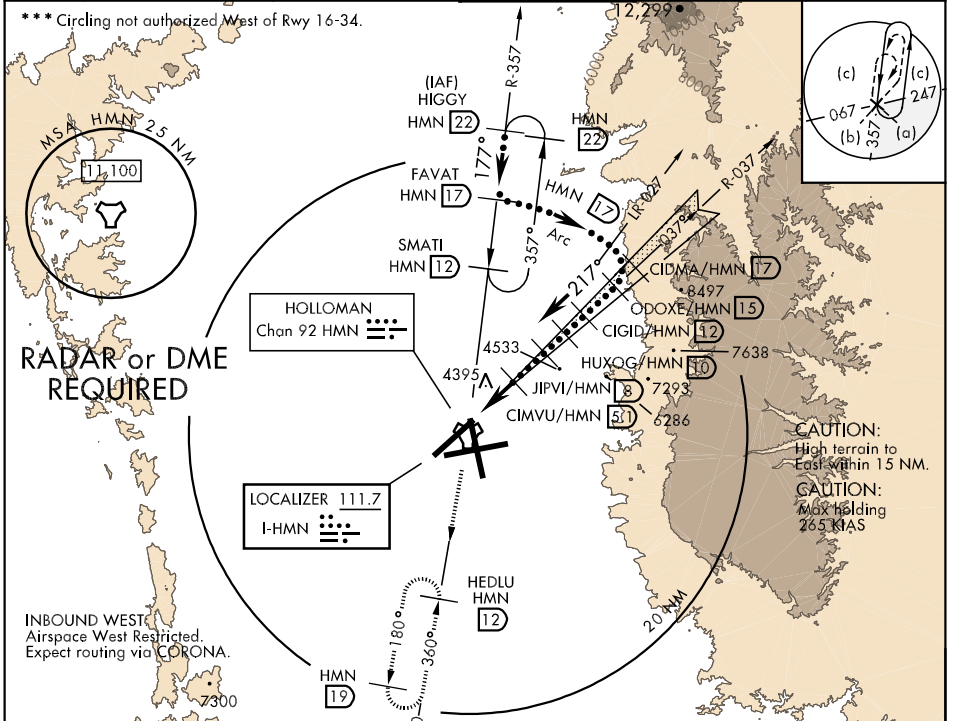 *** Circling not authorized West of Rwy 16-34.
12,299
10,000
6000
8000
(c)
(c)
067
247
(b)
(a)
357
R-357
(IAF)
HIGGY
HMN 22
HMN
22
177°
MSA HMN 25 NM
11,100
FAVAT
HMN 17
HMN 17
Arc
357°
LR-027
R-037
037°
SMATI
HMN 12
217°
CIDMA/HMN 17
8497
ODOXE/HMN 15
CIGID/HMN 12
HOLLOMAN
Chan 92 HMN
4533
7638
HUXOG/HMN 10
RADAR or DME
REQUIRED
4395
JIPVI/HMN 8
7293
CIMVU/HMN 5.1
6286
CAUTION:
High terrain to
East within 15 NM.
CAUTION:
Max holding
265 KIAS
LOCALIZER 111.7
I-HMN
HEDLU
HMN
12
180°
360°
20 NM
INBOUND WEST
Airspace West Restricted.
Expect routing via CORONA.
HMN
19
7300